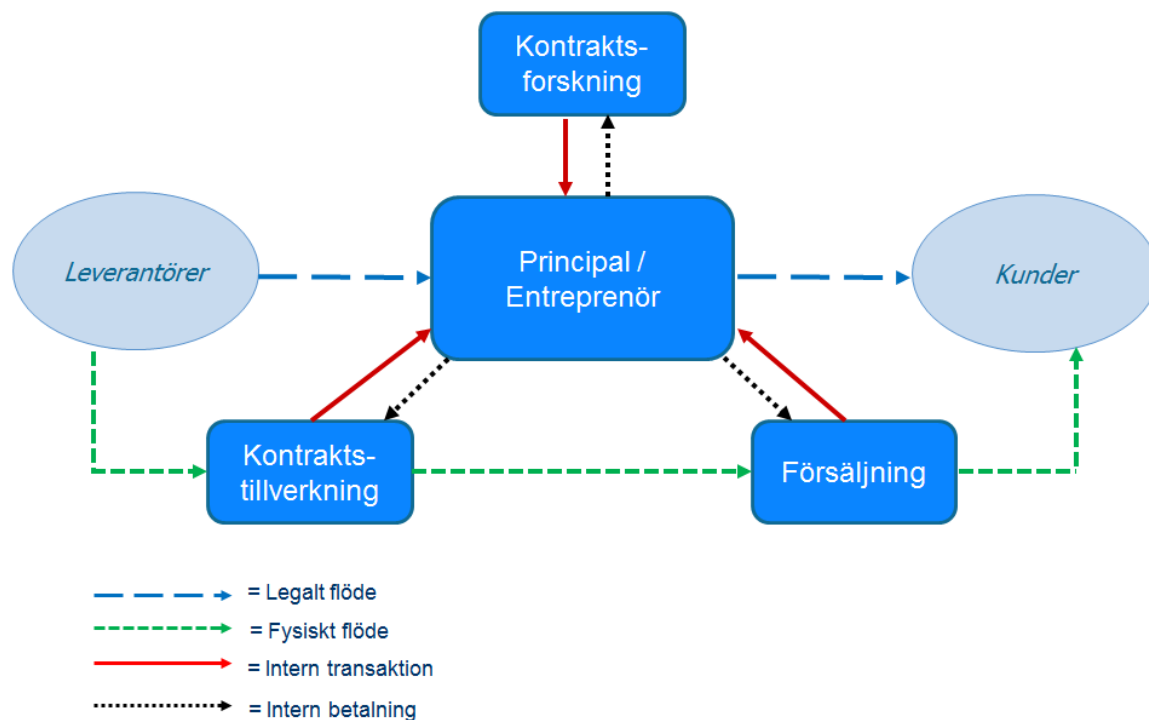 Kontrakts-
forskning
Leverantörer
Principal /
Entreprenör
Kunder
Kontrakts-
tillverkning
Försäljning
= Legalt flöde
= Fysiskt flöde
= Intern transaktion
= Intern betalning